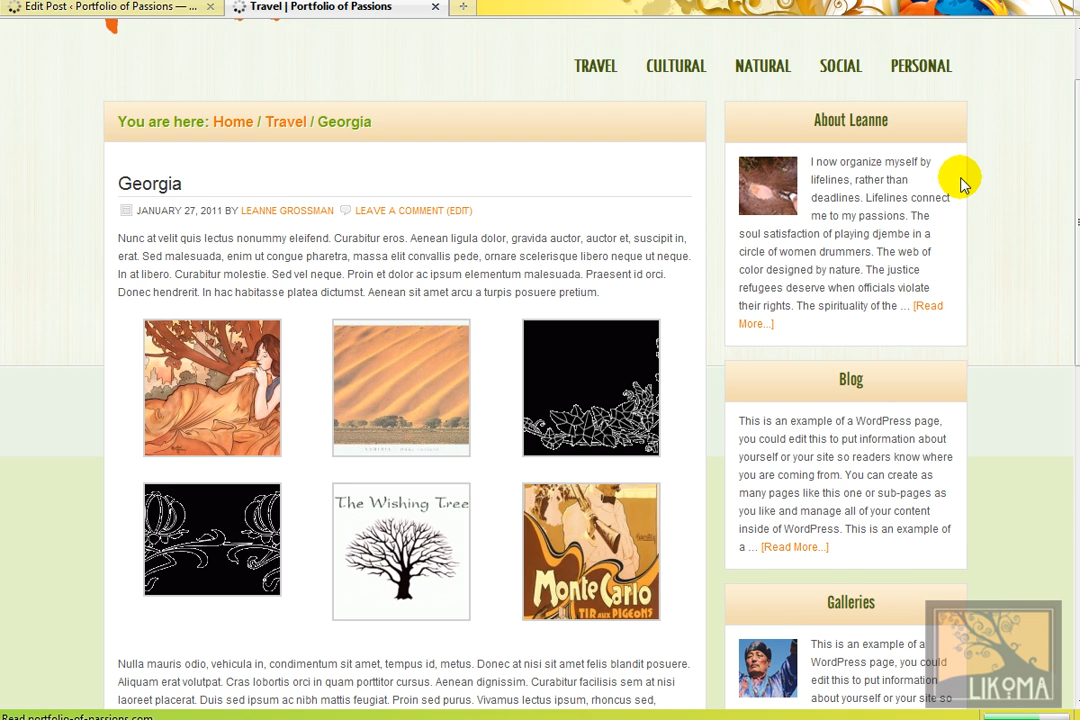 Edit Post ‹ Portfolio of Passions — ...
Travel | Portfolio of Passions
TRAVEL CULTURAL NATURAL SOCIAL PERSONAL
You are here: Home / Travel / Georgia
Georgia
JANUARY 27, 2011 BY LEANNE GROSSMAN LEAVE A COMMENT (EDIT)
Nunc at velit quis lectus nonummy eleifend. Curabitur eros. Aenean ligula dolor, gravida auctor, auctor et, suscipit in,
erat. Sed malesuada, enim ut congue pharetra, massa elit convallis pede, ornare scelerisque libero neque ut neque.
In at libero. Curabitur molestie. Sed vel neque. Proin et dolor ac ipsum elementum malesuada. Praesent id orci.
Donec hendrerit. In hac habitasse platea dictumst. Aenean sit amet arcu a turpis posuere pretium.
The Wishing Tree
Monte Carlo
TIR AUX PIGEONS
Nulla mauris odio, vehicula in, condimentum sit amet, tempus id, metus. Donec at nisi sit amet felis blandit posuere.
Aliquam erat volutpat. Cras lobortis orci in quam porttitor cursus. Aenean dignissim. Curabitur facilisis sem at nisi
laoreet placerat. Duis sed ipsum ac nibh mattis feugiat. Proin sed purus. Vivamus lectus ipsum, rhoncus sed,
About Leanne
I now organize myself by
lifelines, rather than
deadlines. Lifelines connect
me to my passions. The
soul satisfaction of playing djembe in a
circle of women drummers. The web of
color designed by nature. The justice
refugees deserve when officials violate
their rights. The spirituality of the … [Read
More...]
Blog
This is an example of a WordPress page,
you could edit this to put information about
yourself or your site so readers know where
you are coming from. You can create as
many pages like this one or sub-pages as
you like and manage all of your content
inside of WordPress. This is an example of
a … [Read More...]
Galleries
This is an example of a
WordPress page, you could
edit this to put information
about yourself or your site so
LIKOMA
Read portfolio-of-passions.com